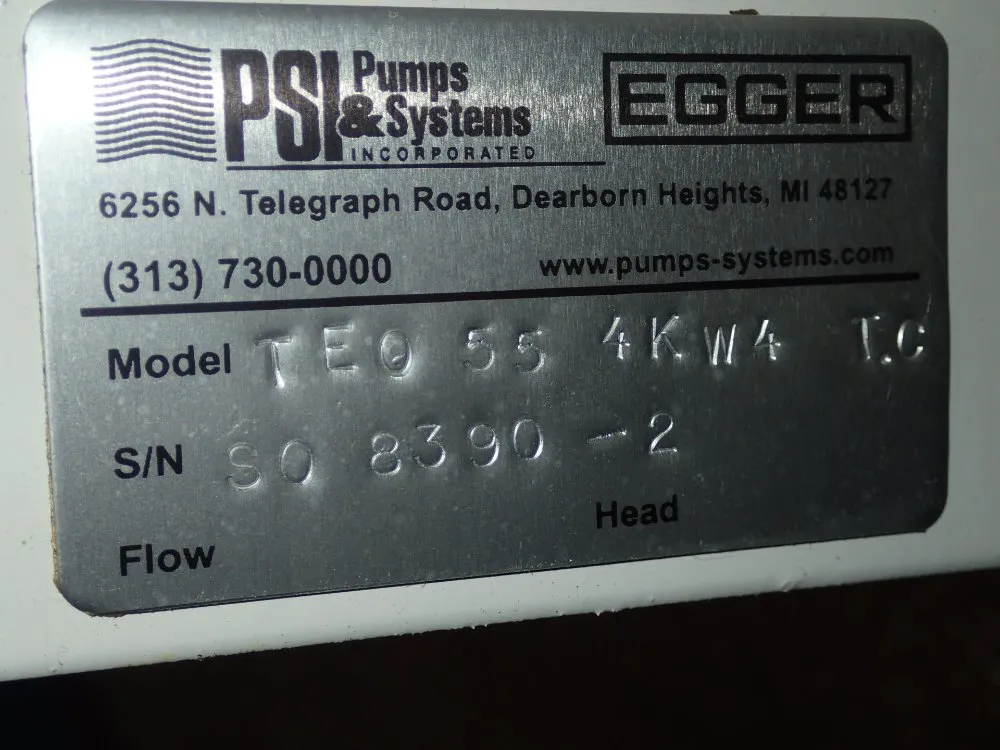 PSI Pumps & Systems INCORPORATED
EGGER
6256 N. Telegraph Road, Dearborn Heights, MI 48127
(313) 730-0000 www.pumps-systems.com
Model TEO 55 4KW4 T.C
S/N SO 8390-2
Flow Head